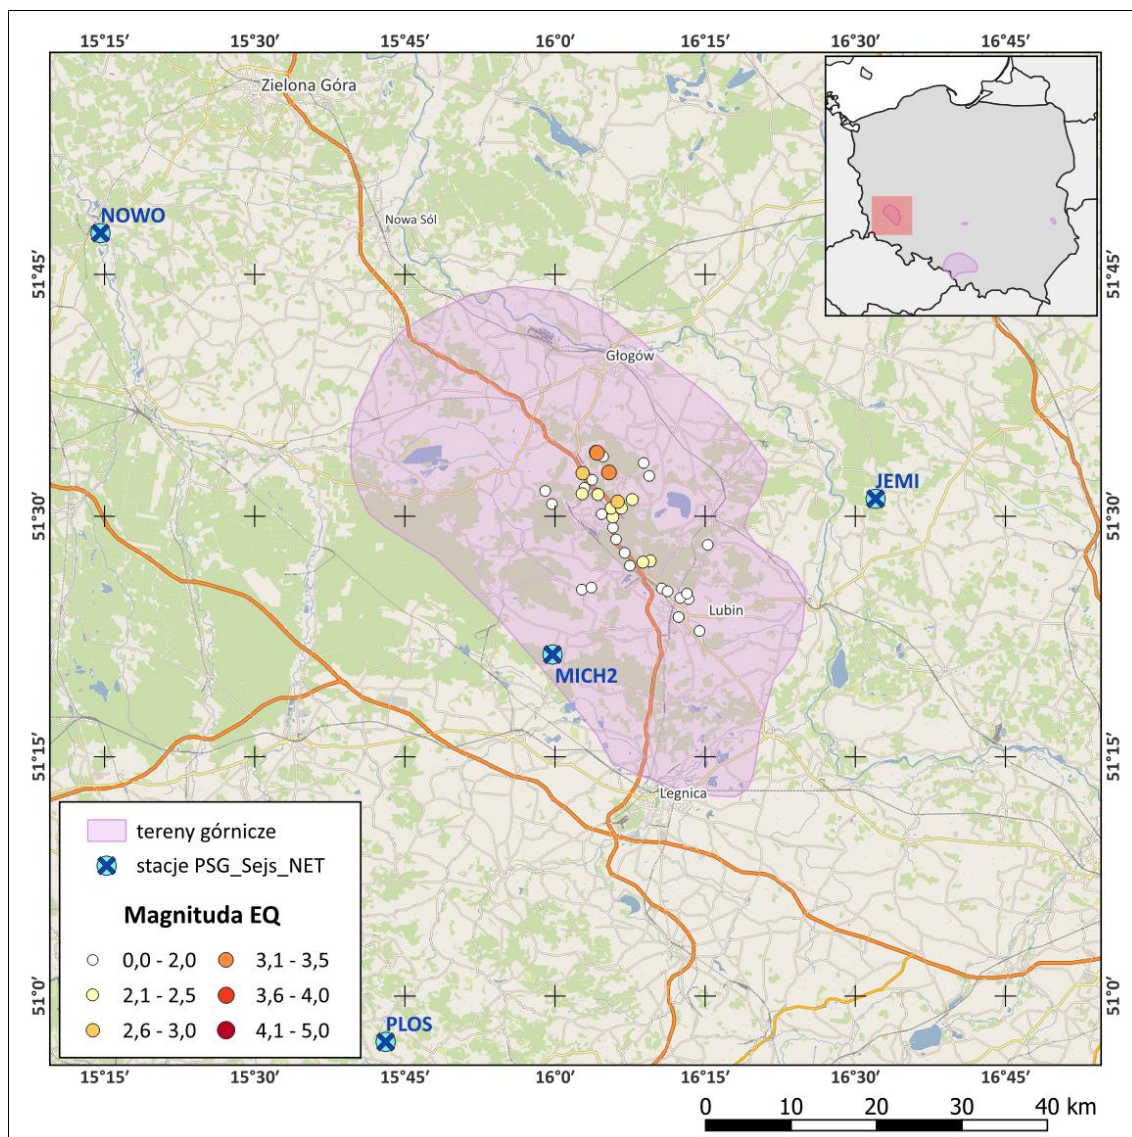 15°15′ 15°30′ 15°45′ 16°0′ 16°15′ 16°30′ 16°45′
Zielona Góra
NOWO
Nowa Sól
51°45′ 51°45′
Głogów
JEMI
51°30′ 51°30′
Lubin
MICH2
51°15′ 51°15′
Legnica
tereny górnicze
stacje PSG_Sejs_NET
Magnituda EQ
0,0 - 2,0 3,1 - 3,5
2,1 - 2,5 3,6 - 4,0
2,6 - 3,0 4,1 - 5,0
51°0′ 51°0′
PLOS
15°15′ 15°30′ 15°45′ 16°0′ 16°15′ 16°30′ 16°45′
0 10 20 30 40 km